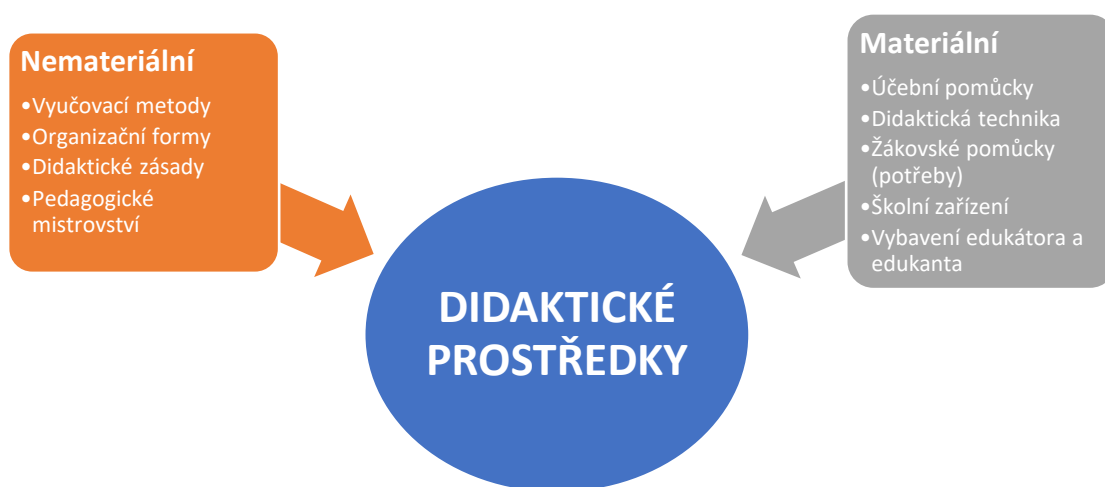 Nemateriální
•Vyučovací metody
•Organizační formy
•Didaktické zásady
•Pedagogické
mistrovství
Materiální
•Účební pomůcky
•Didaktická technika
•Žákovské pomůcky
(potřeby)
•Školní zařízení
•Vybavení edukátora a
edukanta
DIDAKTICKÉ
PROSTŘEDKY